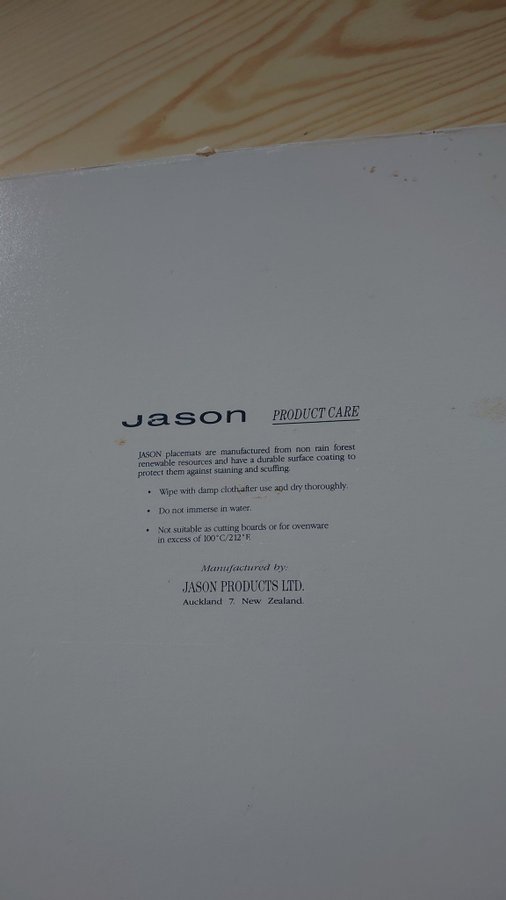 Jason PRODUCT CARE
JASON placemats are manufactured from non rain forest
renewable resources and have a durable surface coating to
protect them against staining and scuffing.
• Wipe with damp cloth after use and dry thoroughly.
• Do not immerse in water.
• Not suitable as cutting boards or for ovenware
in excess of 100°C/212°F.
Manufactured by:
JASON PRODUCTS LTD.
Auckland 7. New Zealand.